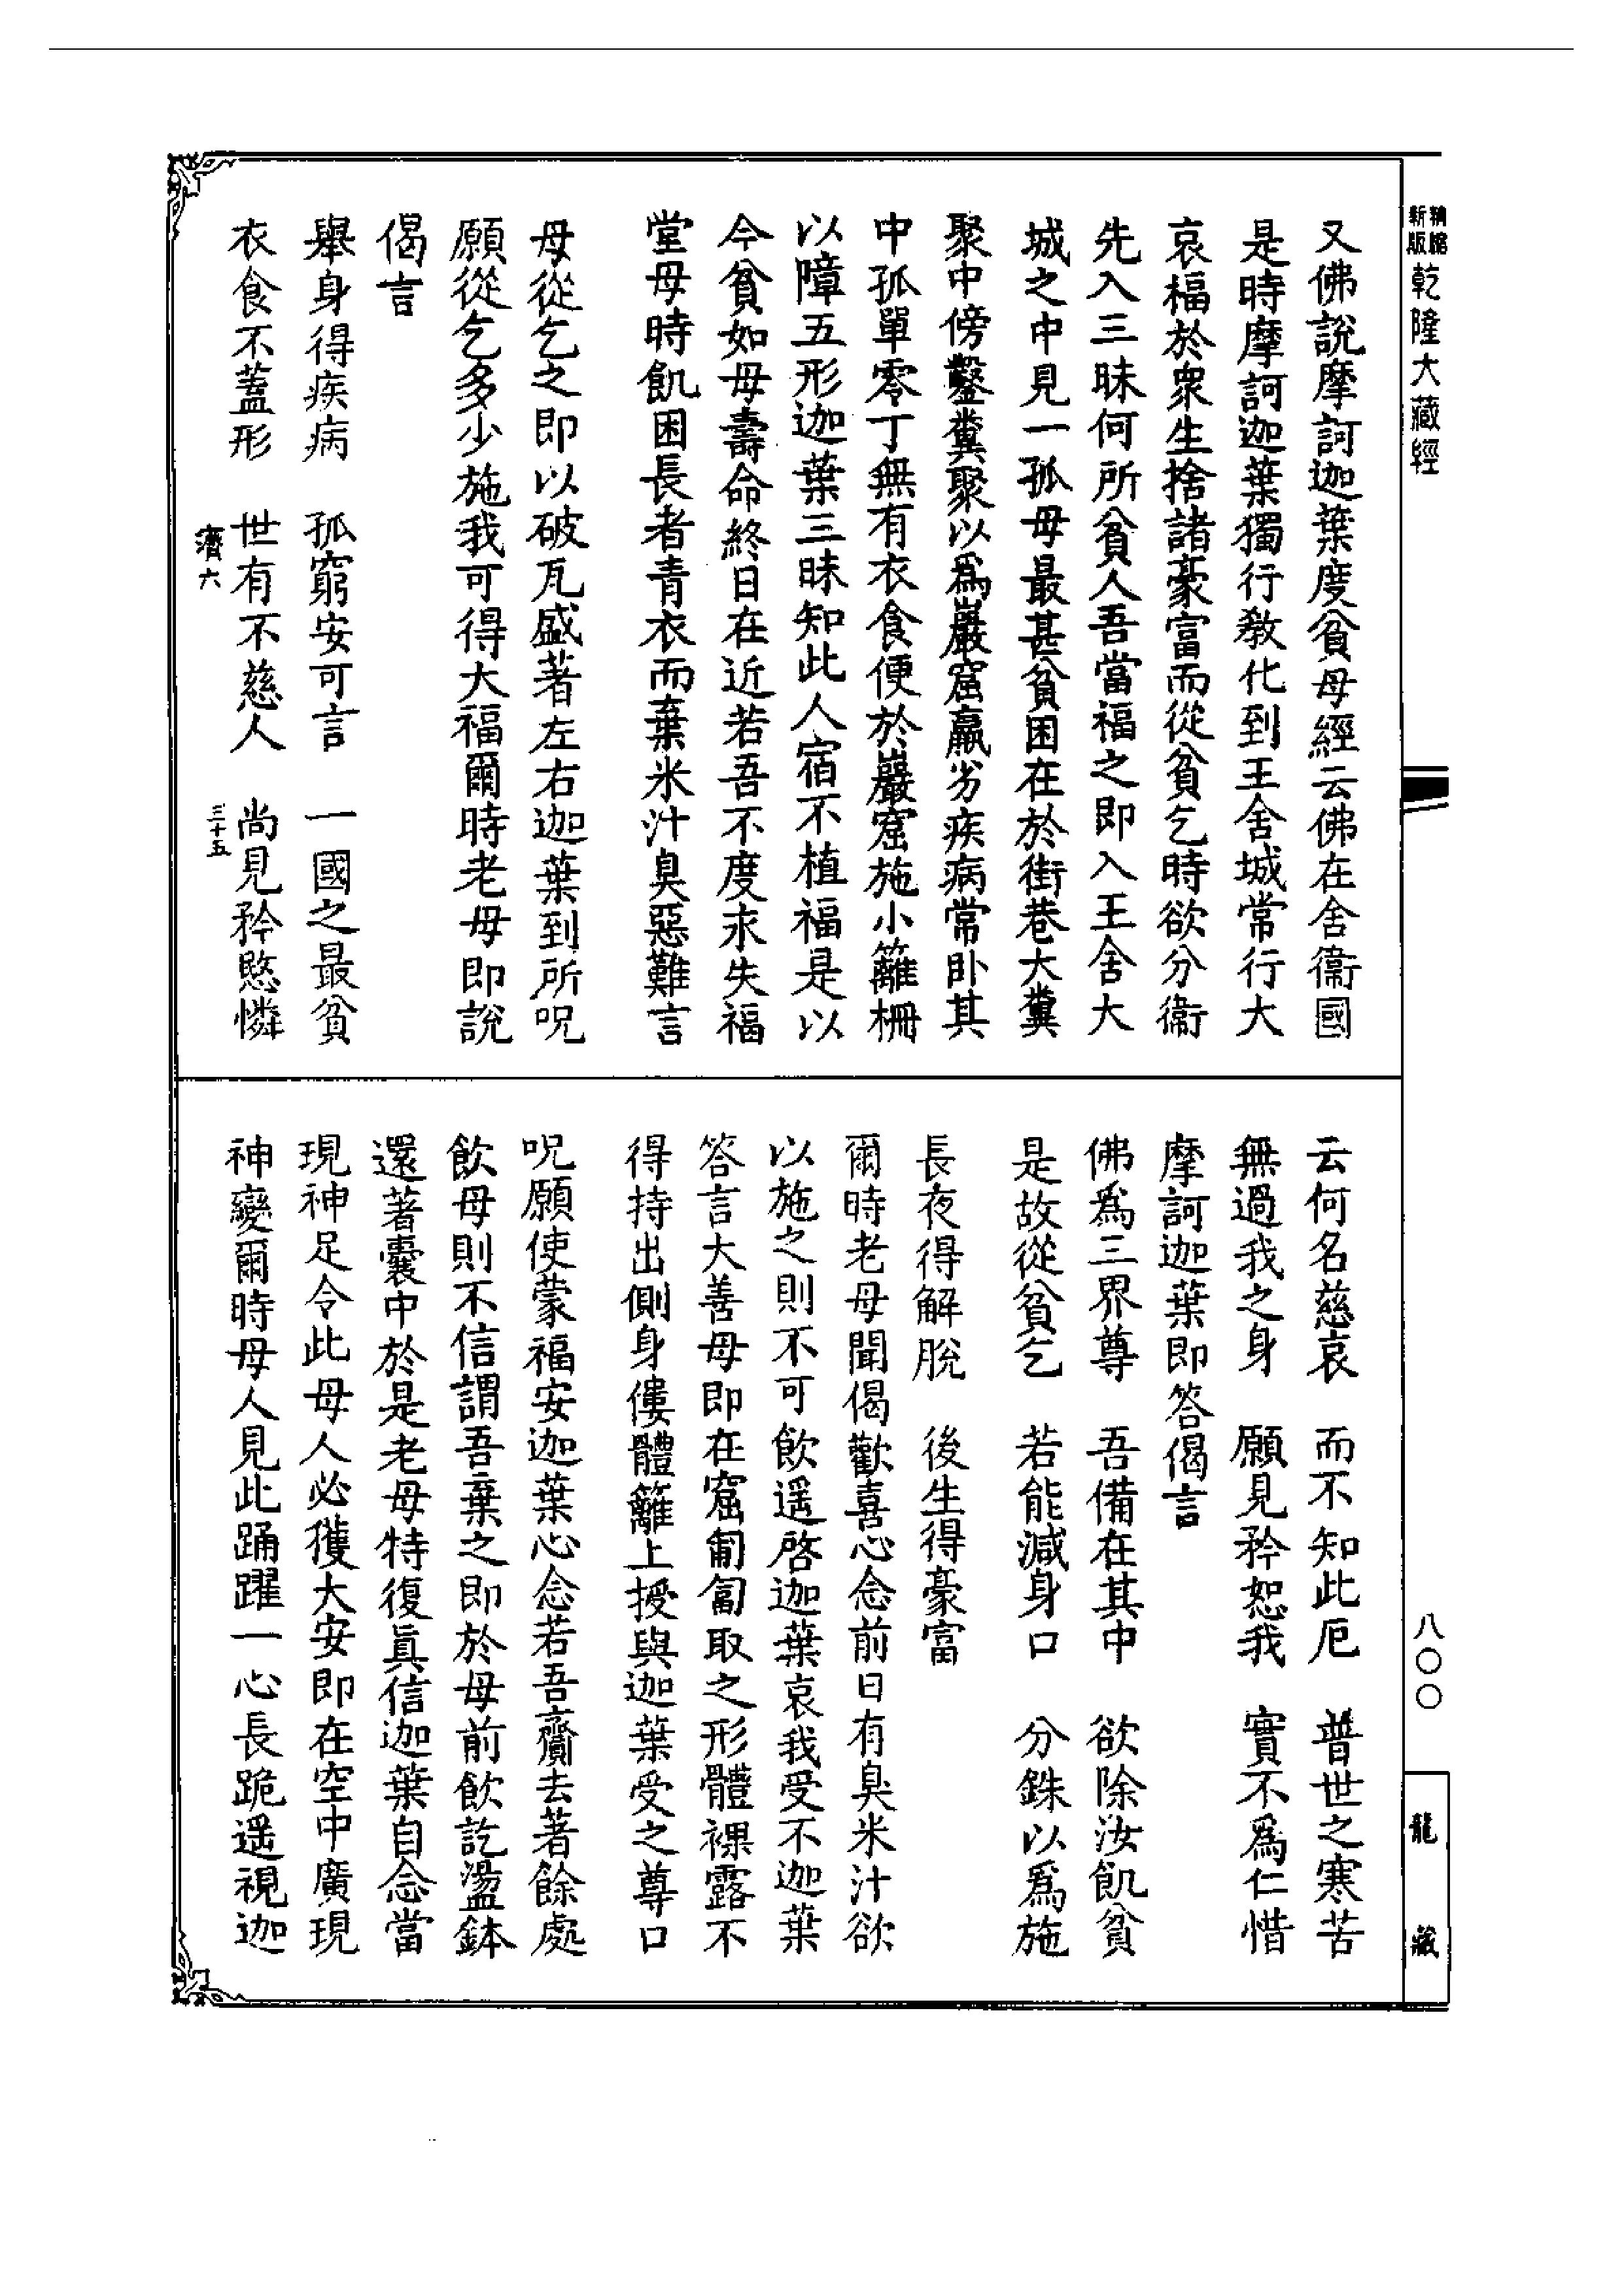 新版
精縮
乾隆大藏經
又佛說摩訶迦葉度貧母經云佛在舍衞國
是時摩訶迦葉獨行教化到王舍城常行大
哀福於衆生捨諸豪富而從貧乞時欲分衞
先入三昧何所貧人吾當福之即入王舍大
城之中見一孤母最甚貧困在於街巷大糞
聚中傍鑿糞聚以爲巖窟羸劣疾病常臥其
中孤單零丁無有衣食便於巖窟施小籬柵
以障五形迦葉三昧知此人宿不植福是以
今貧如母壽命終日在近若吾不度永失福
堂母時飢困長者青衣而棄米汁臭惡難言
母從乞之即以破瓦盛著左右迦葉到所呪
願從乞多少施我可得大福爾時老母即說
偈言
舉身得疾病　孤窮安可言　一國之最貧
衣食不蓋形　世有不慈人　尚見矜愍憐
濟六
三十五
云何名慈哀　而不知此厄　普世之寒苦
無過我之身　願見矜恕我　實不爲仁惜
摩訶迦葉即答偈言
佛爲三界尊　吾備在其中　欲除汝飢貧
是故從貧乞　若能減身口　分銖以爲施
長夜得解脫　後生得豪富
爾時老母聞偈歡喜心念前日有臭米汁欲
以施之則不可飲遥啓迦葉哀我受不迦葉
答言大善母即在窟匍匐取之形體裸露不
得持出側身僂體籬上授與迦葉受之尊口
呪願使蒙福安迦葉心念若吾齎去著餘處
飲母則不信謂吾棄之即於母前飲訖盪鉢
還著囊中於是老母特復眞信迦葉自念當
現神足令此母人必獲大安即在空中廣現
神變爾時母人見此踊躍一心長跪遥視迦
八〇〇
龍藏